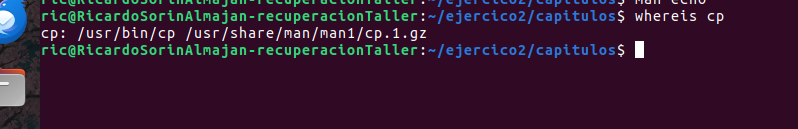 man echo
ric@RicardoSorinAlmajan-recuperacionTaller:~/ejercico2/capitulos$ whereis cp
cp: /usr/bin/cp /usr/share/man/man1/cp.1.gz
ric@RicardoSorinAlmajan-recuperacionTaller:~/ejercico2/capitulos$